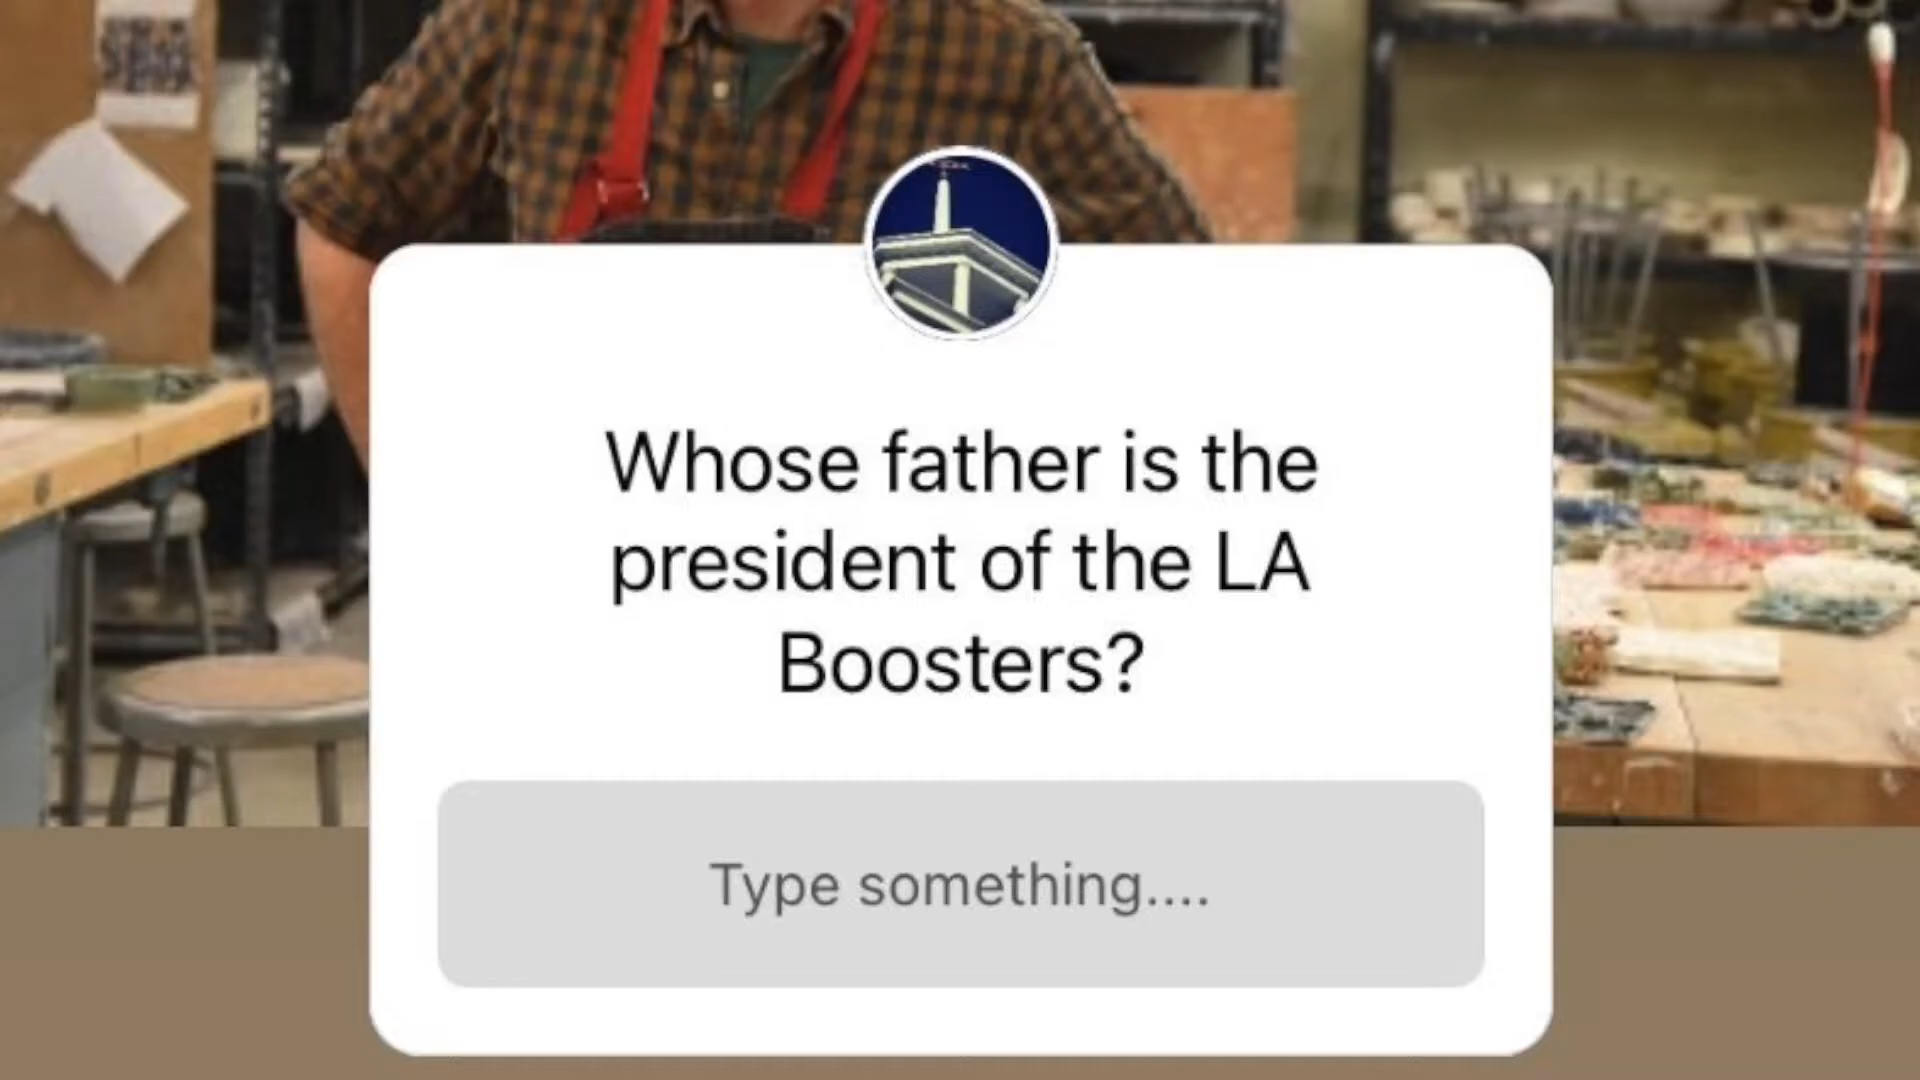 Whose father is the
president of the LA
Boosters?
Type something....